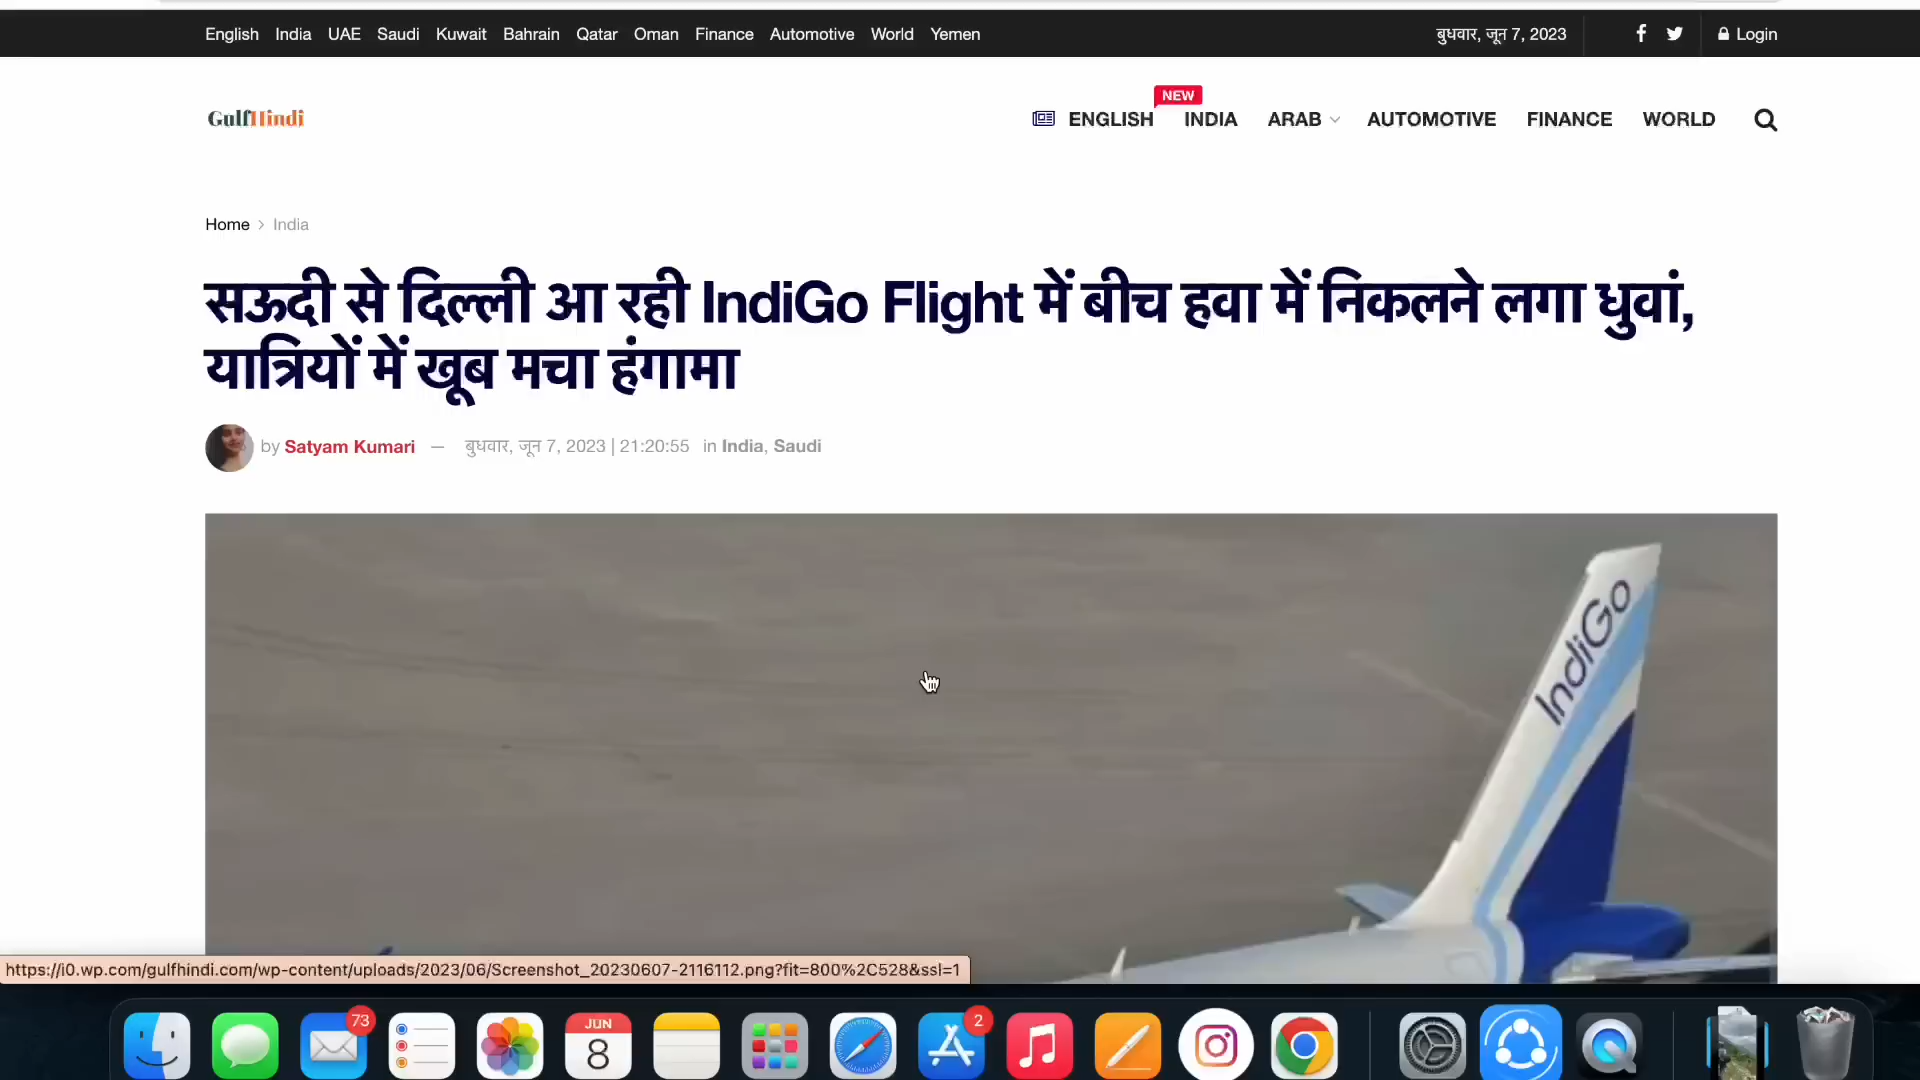 English India UAE Saudi Kuwait Bahrain Qatar Oman Finance Automotive World Yemen बुधवार, जून 7, 2023 Login
NEW
GulfHindi ENGLISH INDIA ARAB AUTOMOTIVE FINANCE WORLD
Home > India
सऊदी से दिल्ली आ रही IndiGo Flight में बीच हवा में निकलने लगा धुवां,
यात्रियों में खूब मचा हंगामा
by Satyam Kumari — बुधवार, जून 7, 2023 | 21:20:55 in India, Saudi
IndiGo
https://i0.wp.com/gulfhindi.com/wp-content/uploads/2023/06/Screenshot_20230607-2116112.png?fit=800%2C528&ssl=1
73 JUN 2
8